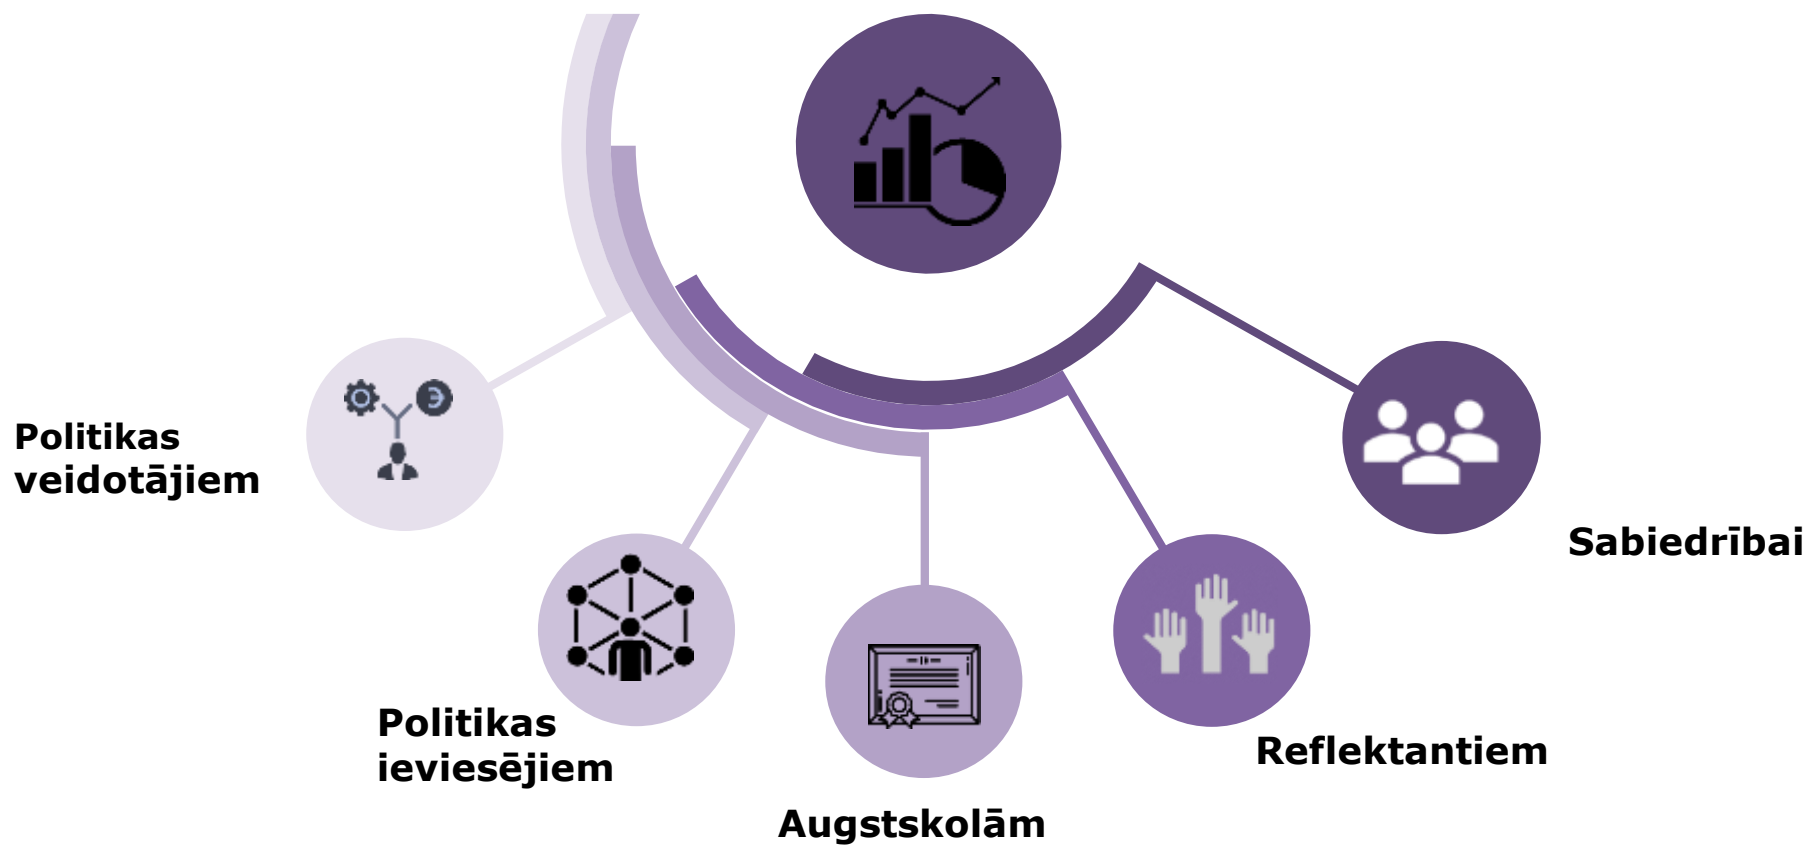 Politikas
veidotājiem
Politikas
ieviesējiem
Augstskolām
Reflektantiem
Sabiedrībai